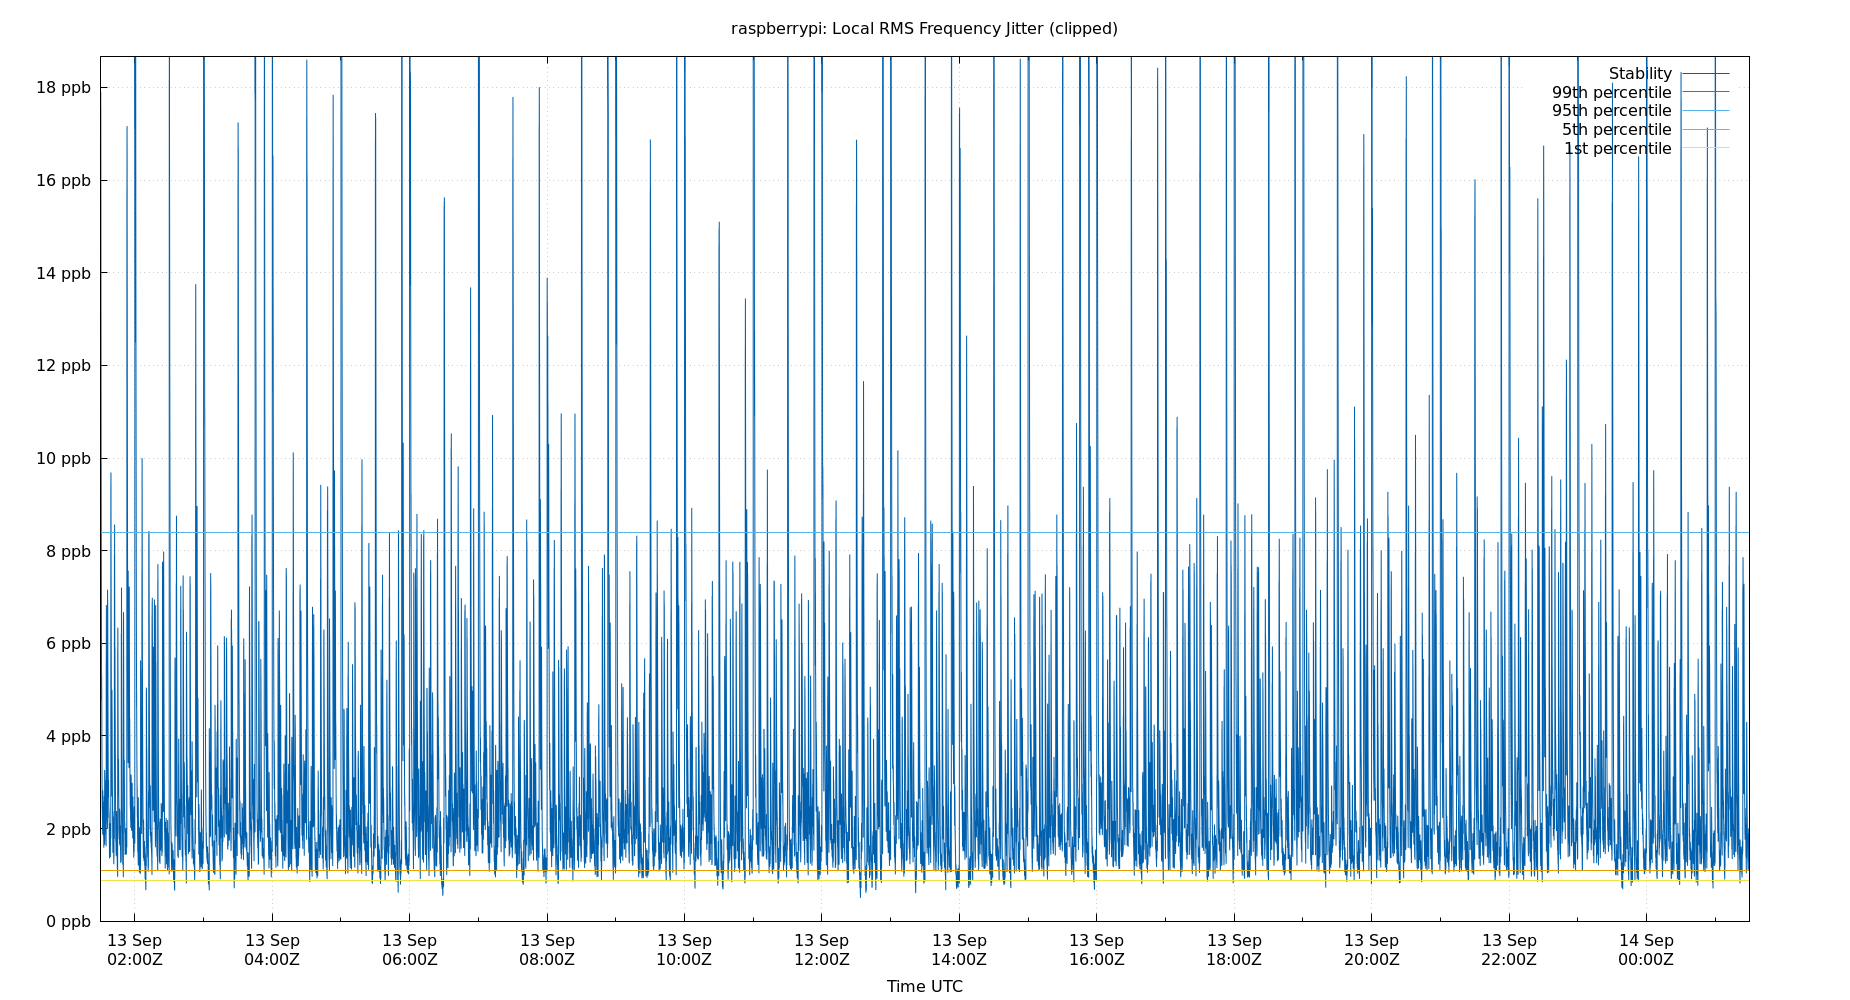 raspberrypi: Local RMS Frequency Jitter (clipped)
Stability
99th percentile
95th percentile
5th percentile
1st percentile
18 ppb
16 ppb
14 ppb
12 ppb
10 ppb
8 ppb
6 ppb
4 ppb
2 ppb
0 ppb
13 Sep 13 Sep 13 Sep 13 Sep 13 Sep 13 Sep 13 Sep 13 Sep 13 Sep 13 Sep 13 Sep 14 Sep
02:00Z 04:00Z 06:00Z 08:00Z 10:00Z 12:00Z 14:00Z 16:00Z 18:00Z 20:00Z 22:00Z 00:00Z
Time UTC